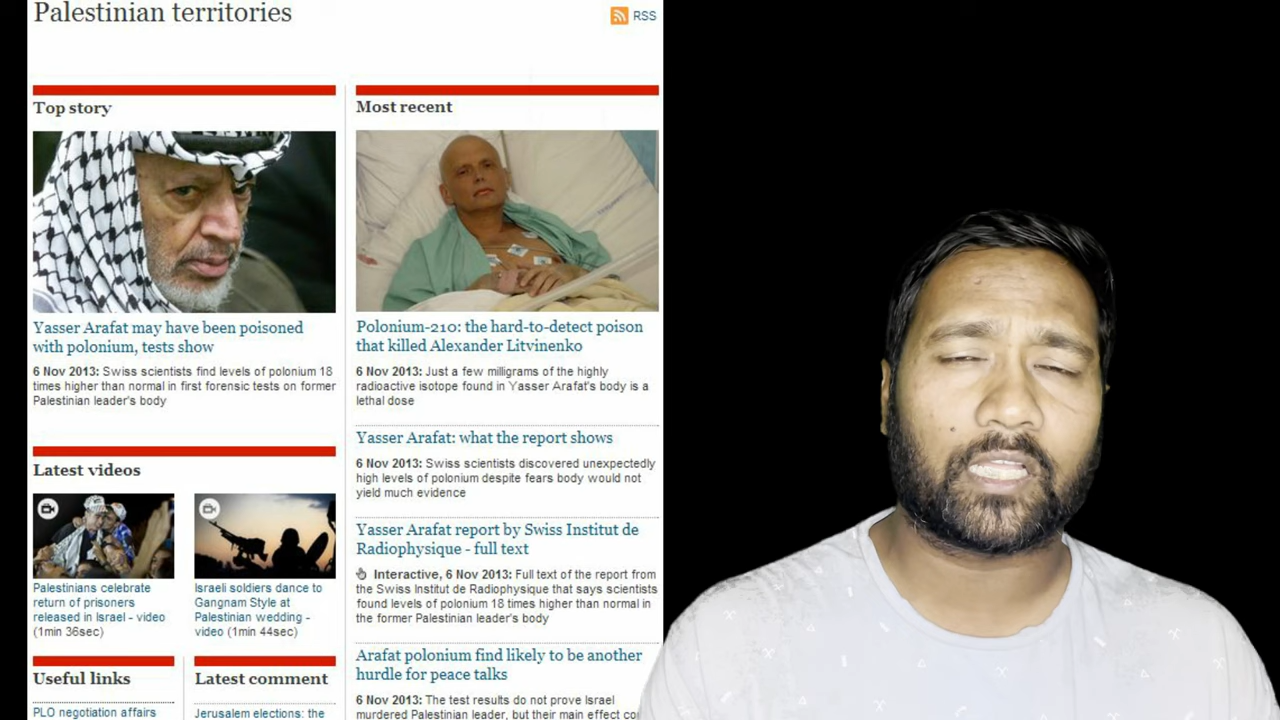 Palestinian territories
RSS
Top story
Yasser Arafat may have been poisoned
with polonium, tests show
6 Nov 2013: Swiss scientists find levels of polonium 18
times higher than normal in first forensic tests on former
Palestinian leader's body
Latest videos
Palestinians celebrate
return of prisoners
released in Israel - video
(1min 36sec)
Israeli soldiers dance to
Gangnam Style at
Palestinian wedding -
video (1min 44sec)
Useful links
PLO negotiation affairs
Latest comment
Jerusalem elections: the
Most recent
Polonium-210: the hard-to-detect poison
that killed Alexander Litvinenko
6 Nov 2013: Just a few milligrams of the highly
radioactive isotope found in Yasser Arafat's body is a
lethal dose
Yasser Arafat: what the report shows
6 Nov 2013: Swiss scientists discovered unexpectedly
high levels of polonium despite fears body would not
yield much evidence
Yasser Arafat report by Swiss Institut de
Radiophysique - full text
Interactive, 6 Nov 2013: Full text of the report from
the Swiss Institut de Radiophysique that says scientists
found levels of polonium 18 times higher than normal in
the former Palestinian leader's body
Arafat polonium find likely to be another
hurdle for peace talks
6 Nov 2013: The test results do not prove Israel
murdered Palestinian leader, but their main effect